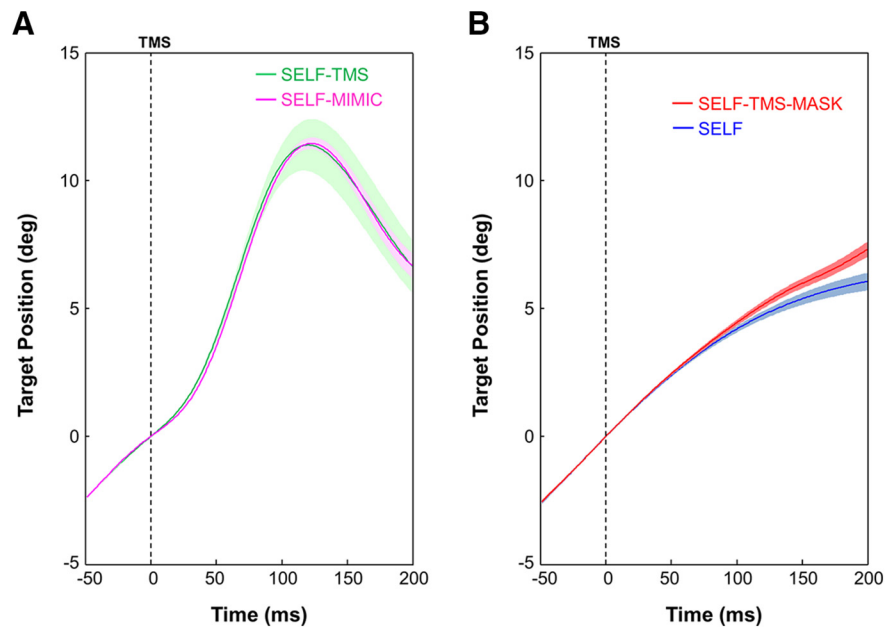 A
TMS
SELF-TMS
SELF-MIMIC
15
10
5
0
-5
-50
0
50
100
150
200
Target Position (deg)
Time (ms)
B
TMS
SELF-TMS-MASK
SELF
15
10
5
0
-5
-50
0
50
100
150
200
Target Position (deg)
Time (ms)